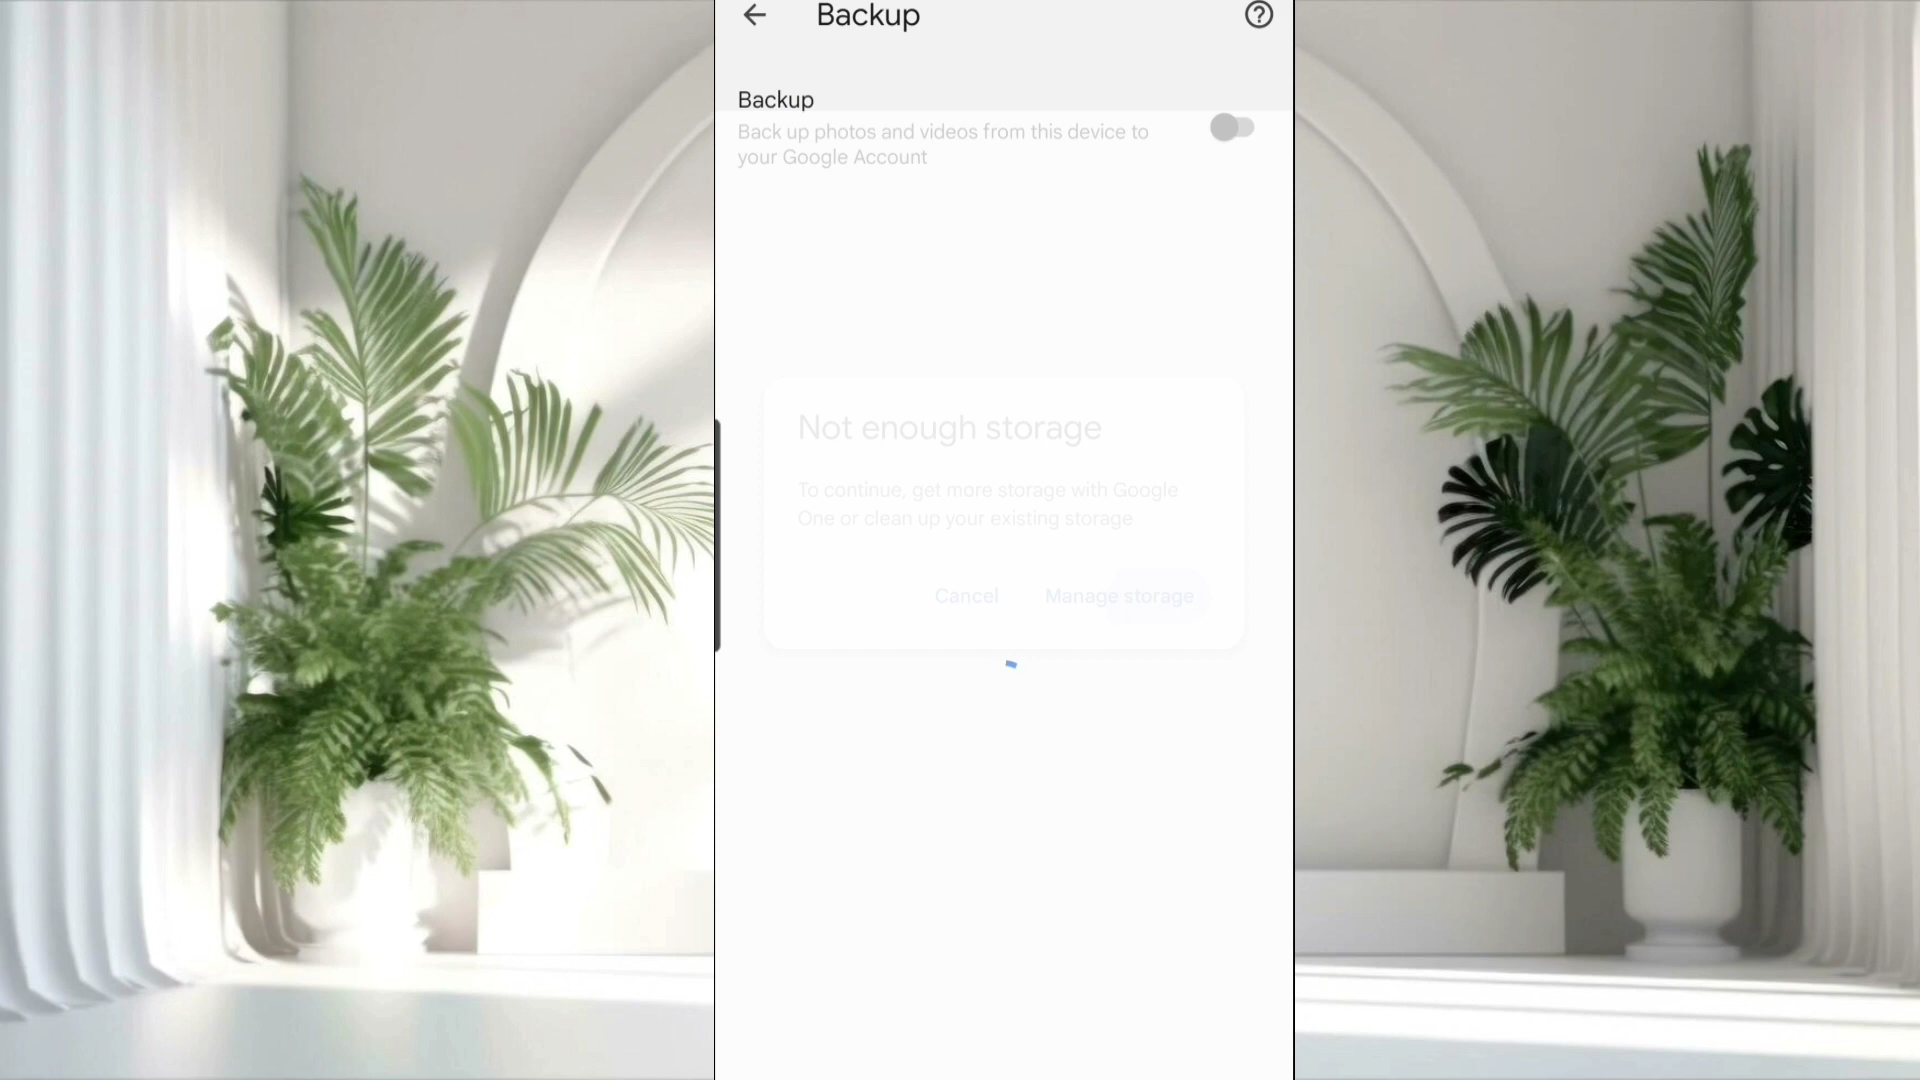 Backup
Backup
Back up photos and videos from this device to
your Google Account
Not enough storage
To continue, get more storage with Google
One or clean up your existing storage
Cancel Manage storage